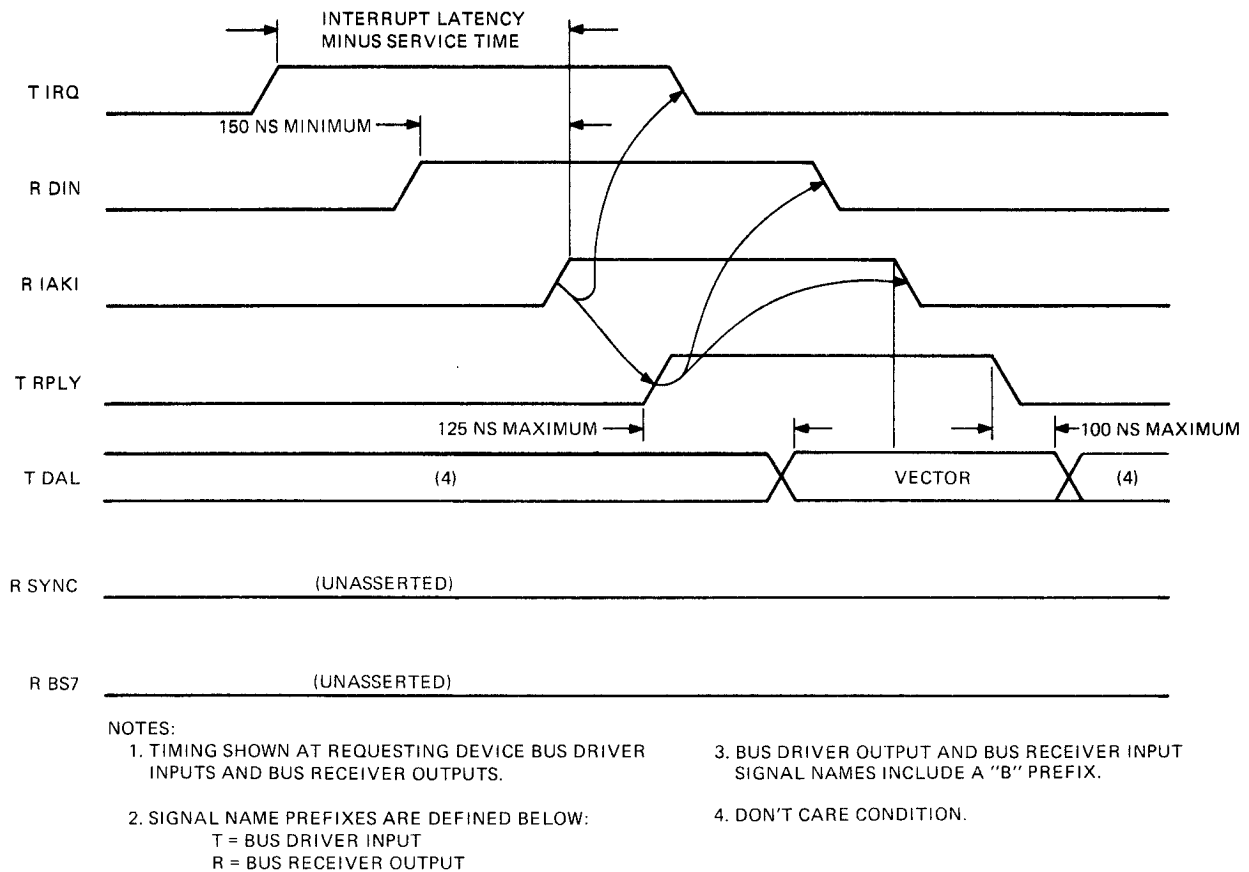 INTERRUPT LATENCY
MINUS SERVICE TIME
T IRQ
150 NS MINIMUM
R DIN
R IAKI
T RPLY
125 NS MAXIMUM
100 NS MAXIMUM
T DAL
(4)
VECTOR
(4)
R SYNC
(UNASSERTED)
R BS7
(UNASSERTED)
NOTES:
1. TIMING SHOWN AT REQUESTING DEVICE BUS DRIVER
INPUTS AND BUS RECEIVER OUTPUTS.
2. SIGNAL NAME PREFIXES ARE DEFINED BELOW:
T = BUS DRIVER INPUT
R = BUS RECEIVER OUTPUT
3. BUS DRIVER OUTPUT AND BUS RECEIVER INPUT
SIGNAL NAMES INCLUDE A "B" PREFIX.
4. DON'T CARE CONDITION.